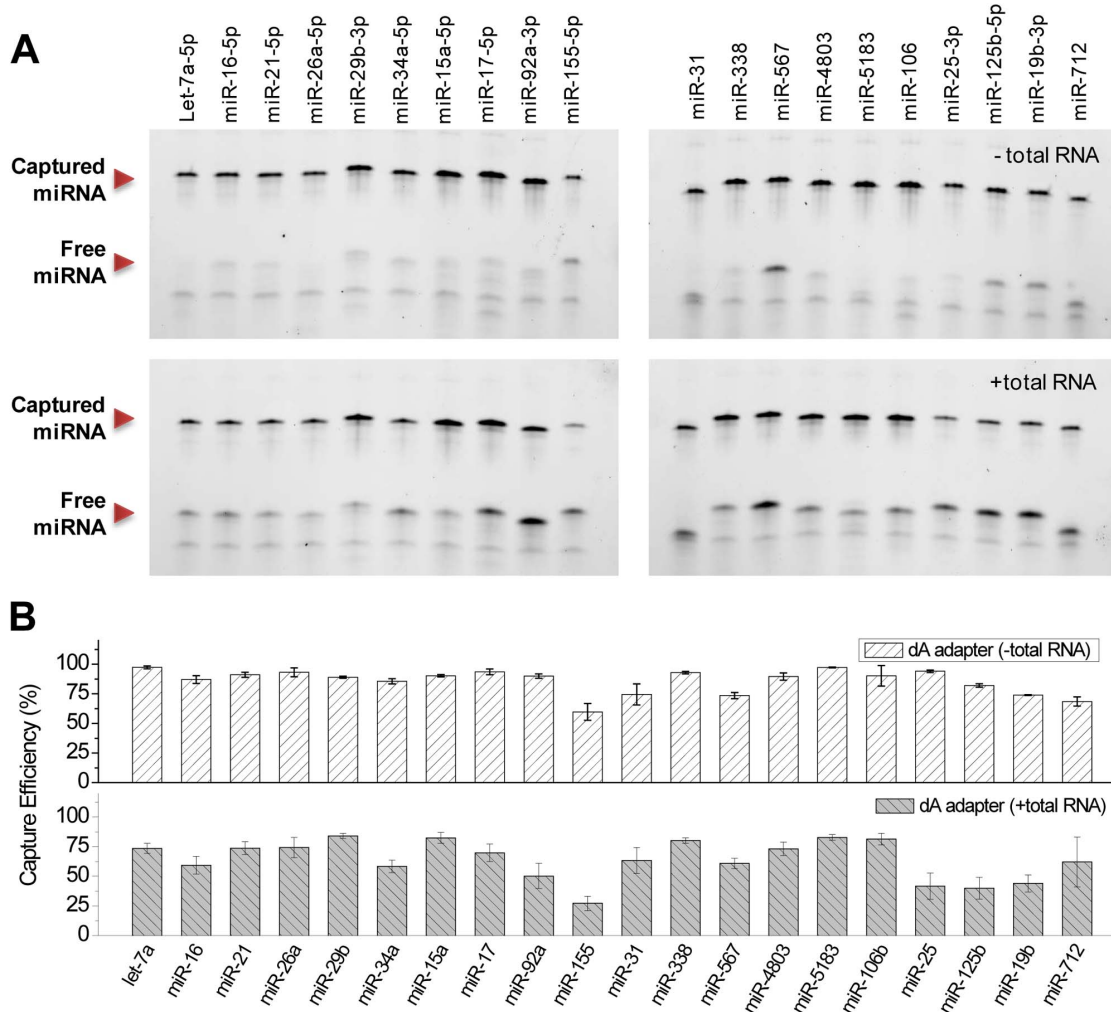 A
Let-7a-5p
miR-16-5p
miR-21-5p
miR-26a-5p
miR-29b-3p
miR-34a-5p
miR-15a-5p
miR-17-5p
miR-92a-3p
miR-155-5p
miR-31
miR-338
miR-567
miR-4803
miR-5183
miR-106
miR-25-3p
miR-125b-5p
miR-19b-3p
miR-712
Captured
miRNA
Free
miRNA
- total RNA
Captured
miRNA
Free
miRNA
+total RNA
B
Capture Efficiency (%)
100
75
50
25
0
dA adapter (-total RNA)
100
75
50
25
0
dA adapter (+total RNA)
let-7a
miR-16
miR-21
miR-26a
miR-29b
miR-34a
miR-15a
miR-17
miR-92a
miR-155
miR-31
miR-338
miR-567
miR-4803
miR-5183
miR-106b
miR-25
miR-125b
miR-19b
miR-712